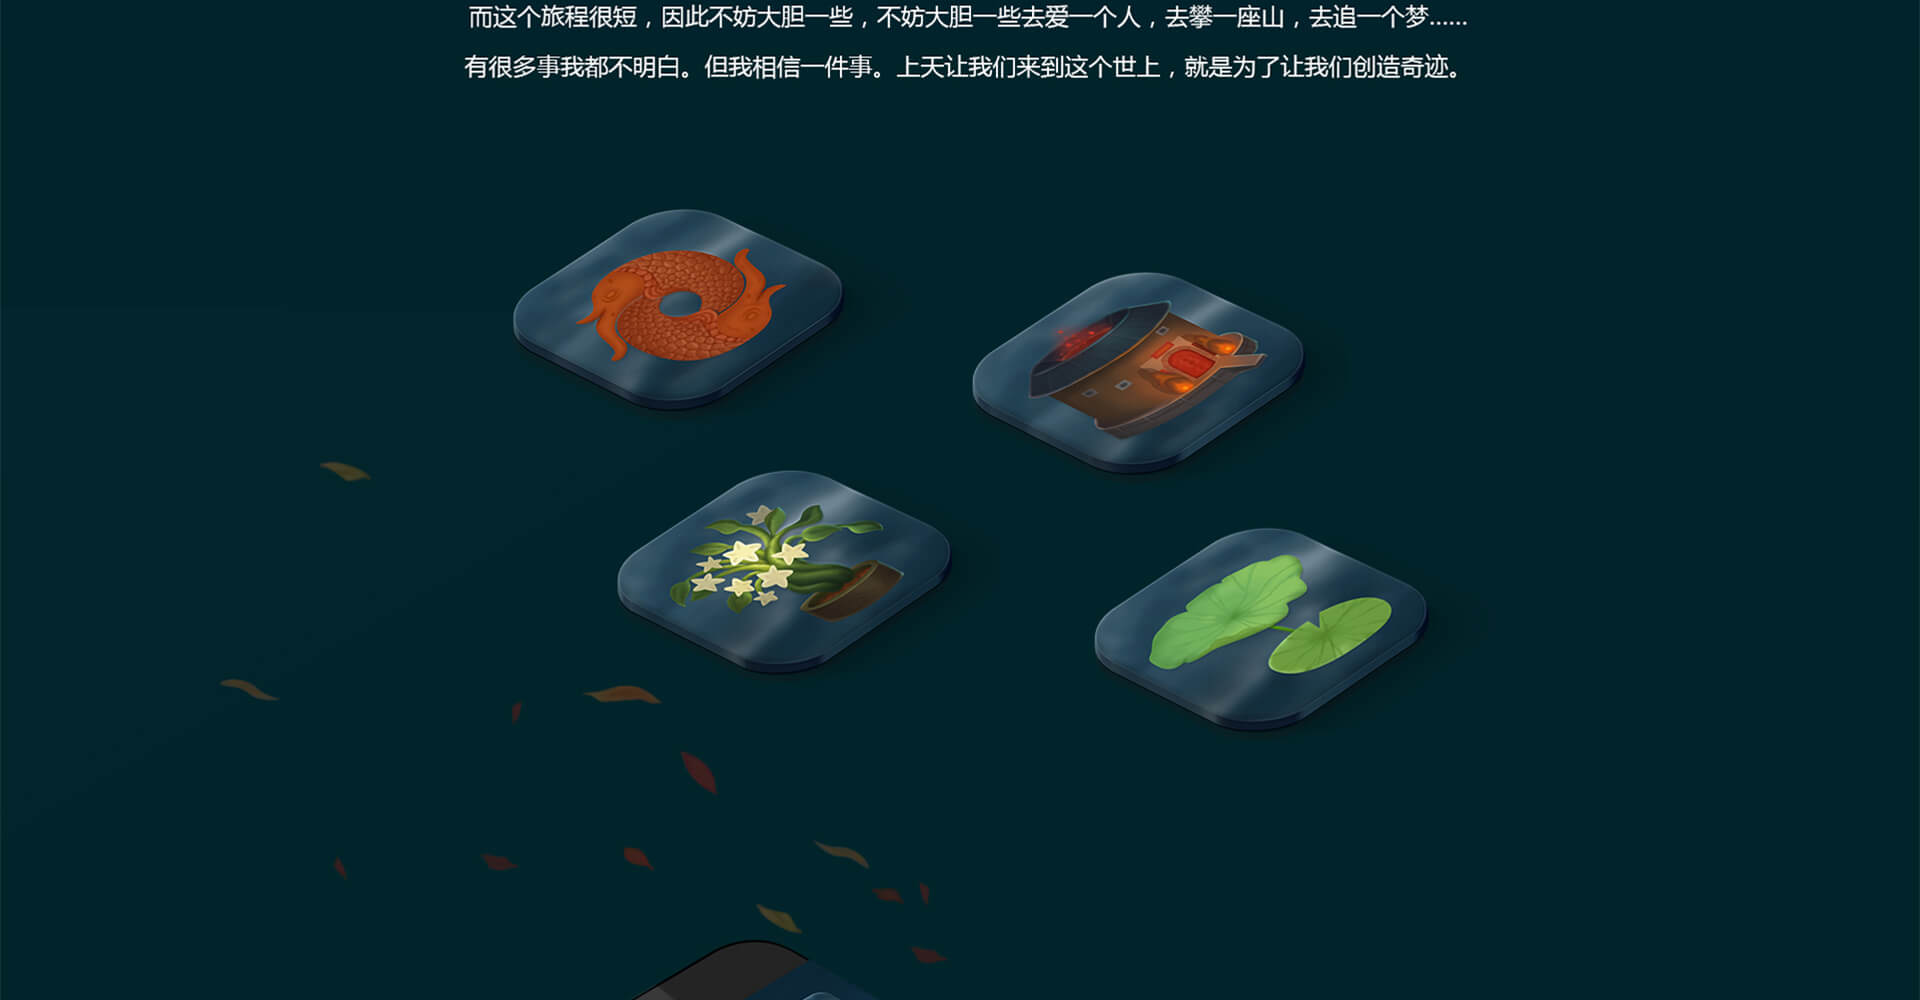 而这个旅程很短，因此不妨大胆一些，不妨大胆一些去爱一个人，去攀一座山，去追一个梦……
有很多事我都不明白。但我相信一件事。上天让我们来到这个世上，就是为了让我们创造奇迹。